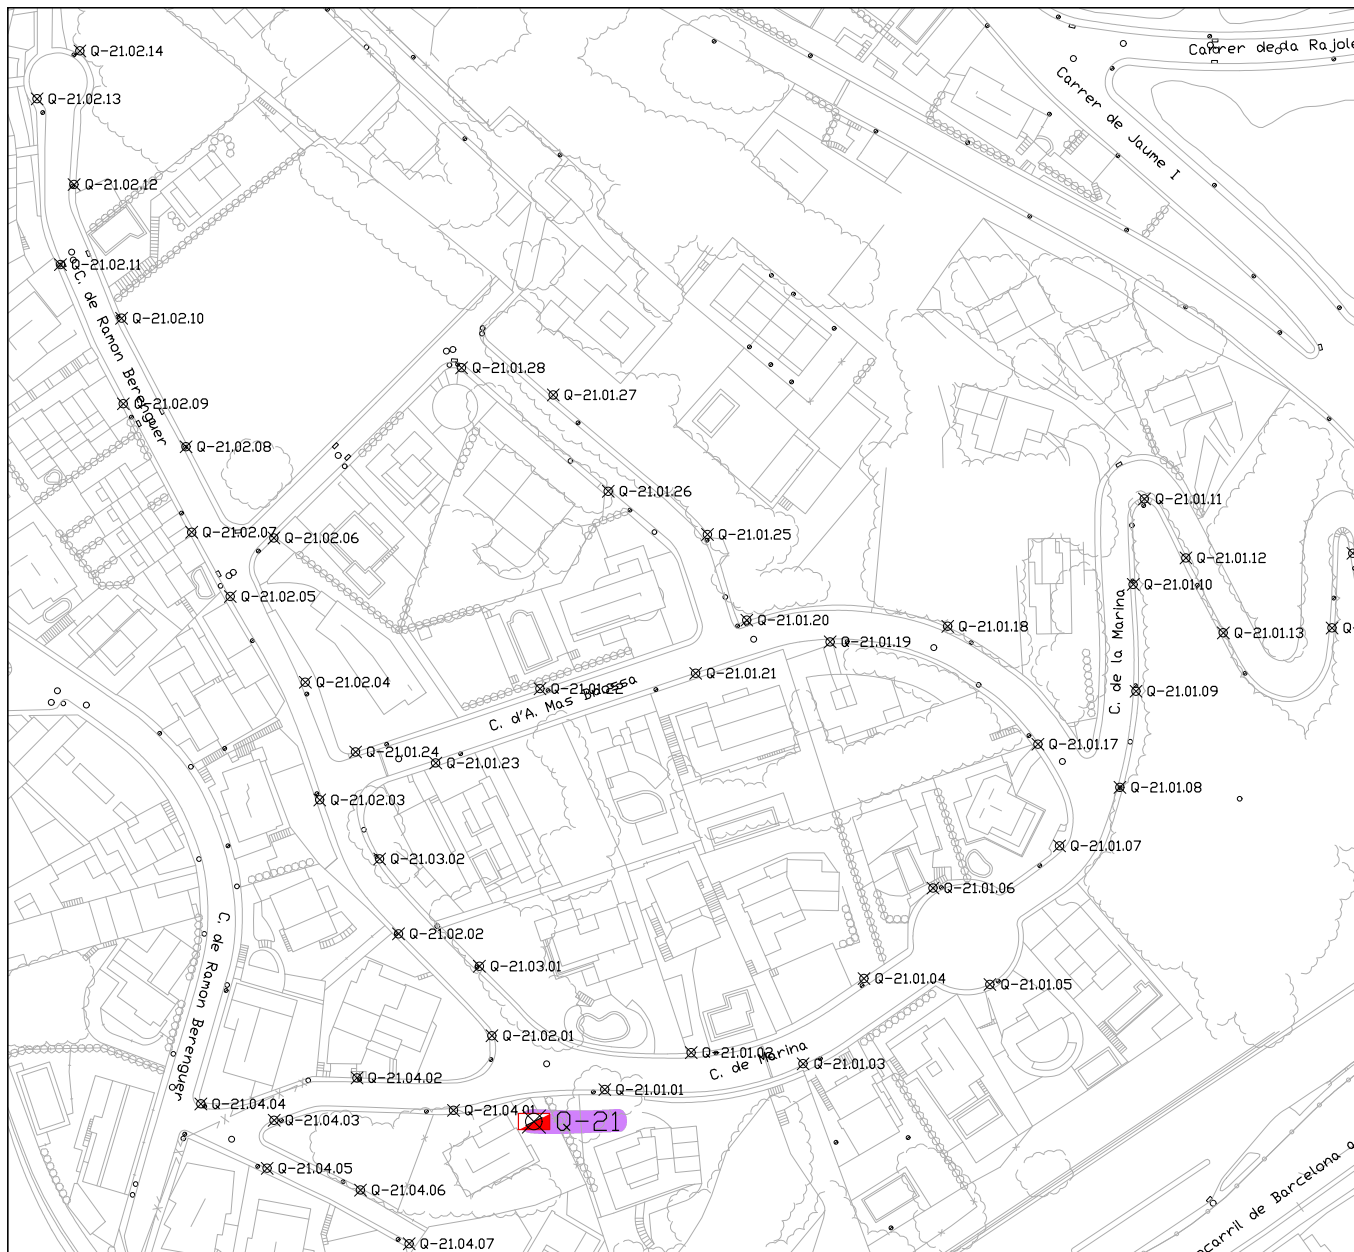 Q-21.02.14
Carrer de la Rajole
Carrer de Jaume I
Q-21.02.13
Q-21.02.12
Q-21.02.11
C. de Ramon Berenguer
Q-21.02.10
Q-21.01.28
Q-21.01.27
Q-21.02.09
Q-21.02.08
Q-21.01.26
Q-21.01.11
Q-21.02.07
Q-21.02.06
Q-21.01.25
Q-21.01.12
Q-21.01.10
Q-21.02.05
Q-21.01.20
Q-21.01.18
Q-21.01.13
Q-
Q-21.01.19
C. de la Marina
Q-21.01.21
Q-21.02.04
Q-21.01.22
Q-21.01.09
C. d'A. Mas Baossa
Q-21.01.17
Q-21.01.24
Q-21.01.23
Q-21.01.08
Q-21.02.03
Q-21.01.07
Q-21.03.02
Q-21.01.06
C. de Ramon Berenguer
Q-21.02.02
Q-21.03.01
Q-21.01.04
Q-21.01.05
Q-21.02.01
Q-21.01.02
C. de Marina
Q-21.01.03
Q-21.04.02
Q-21.01.01
Q-21.04.04
Q-21.04.01
Q-21.04.03
Q-21
Q-21.04.05
Q-21.04.06
Q-21.04.07
ocarril de Barcelona a